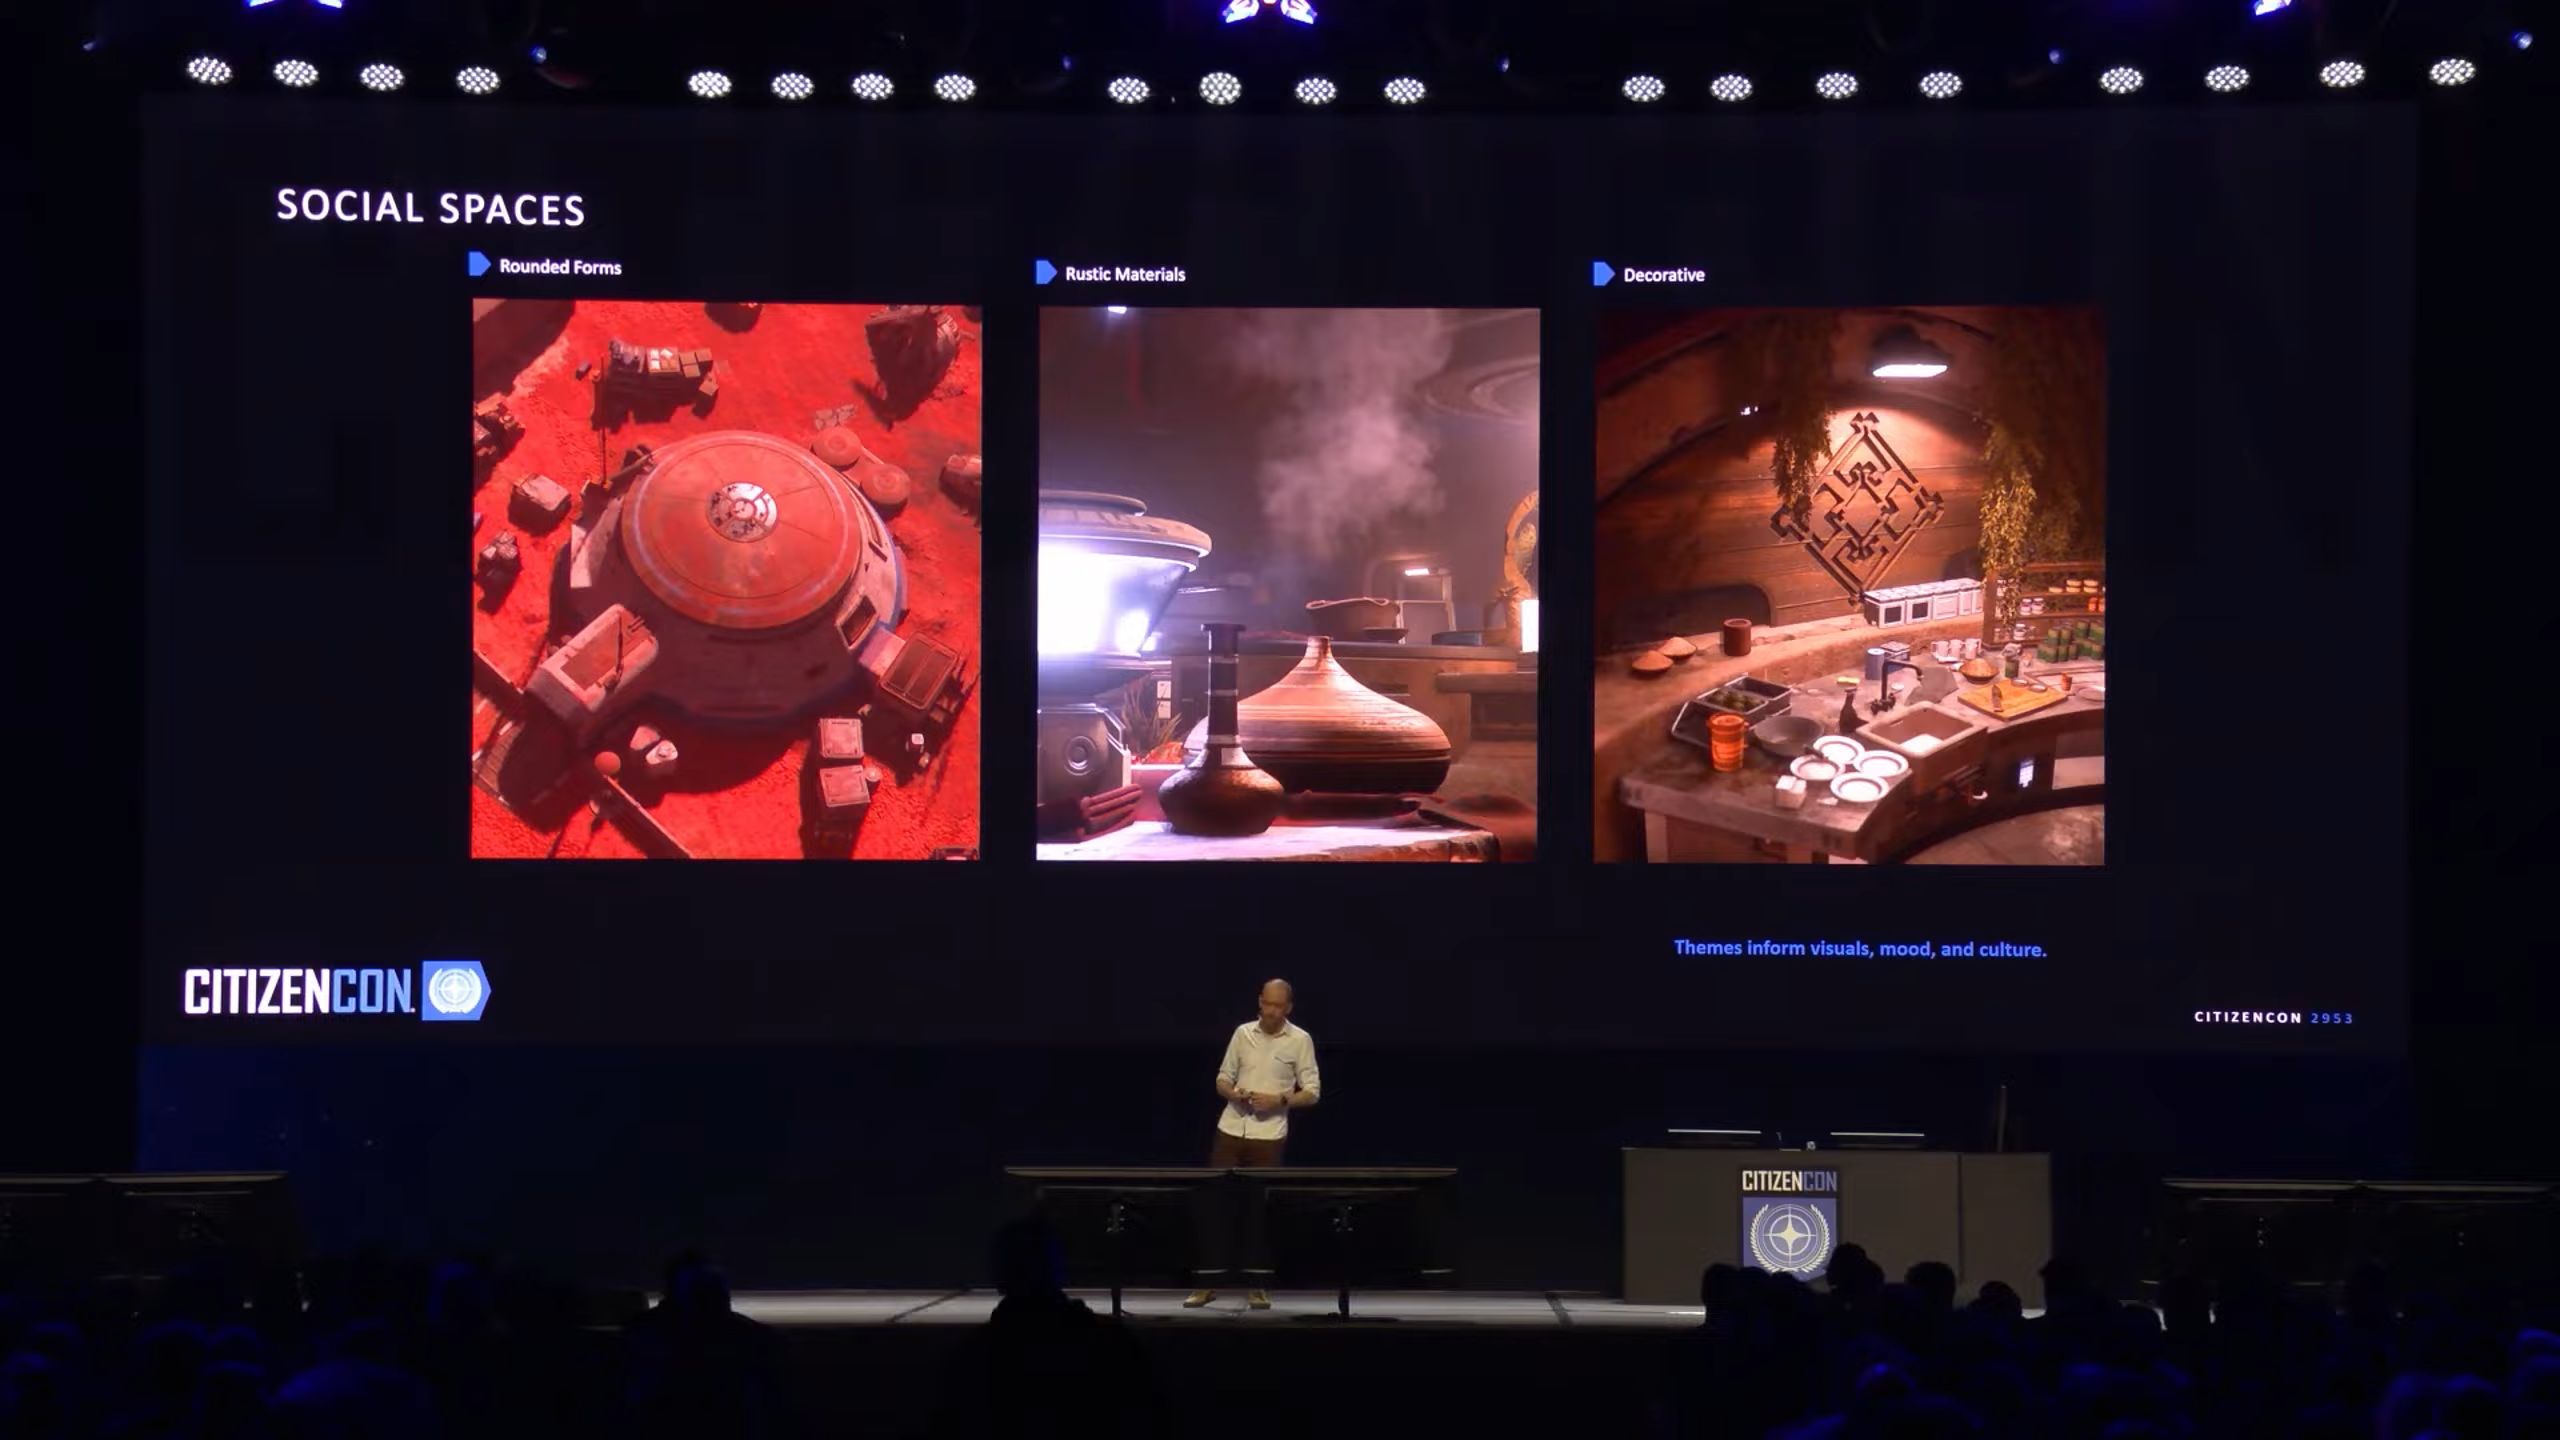 SOCIAL SPACES
Rounded Forms
Rustic Materials
Decorative
Themes inform visuals, mood, and culture.
CITIZENCON
CITIZENCON 2953
CITIZENCON